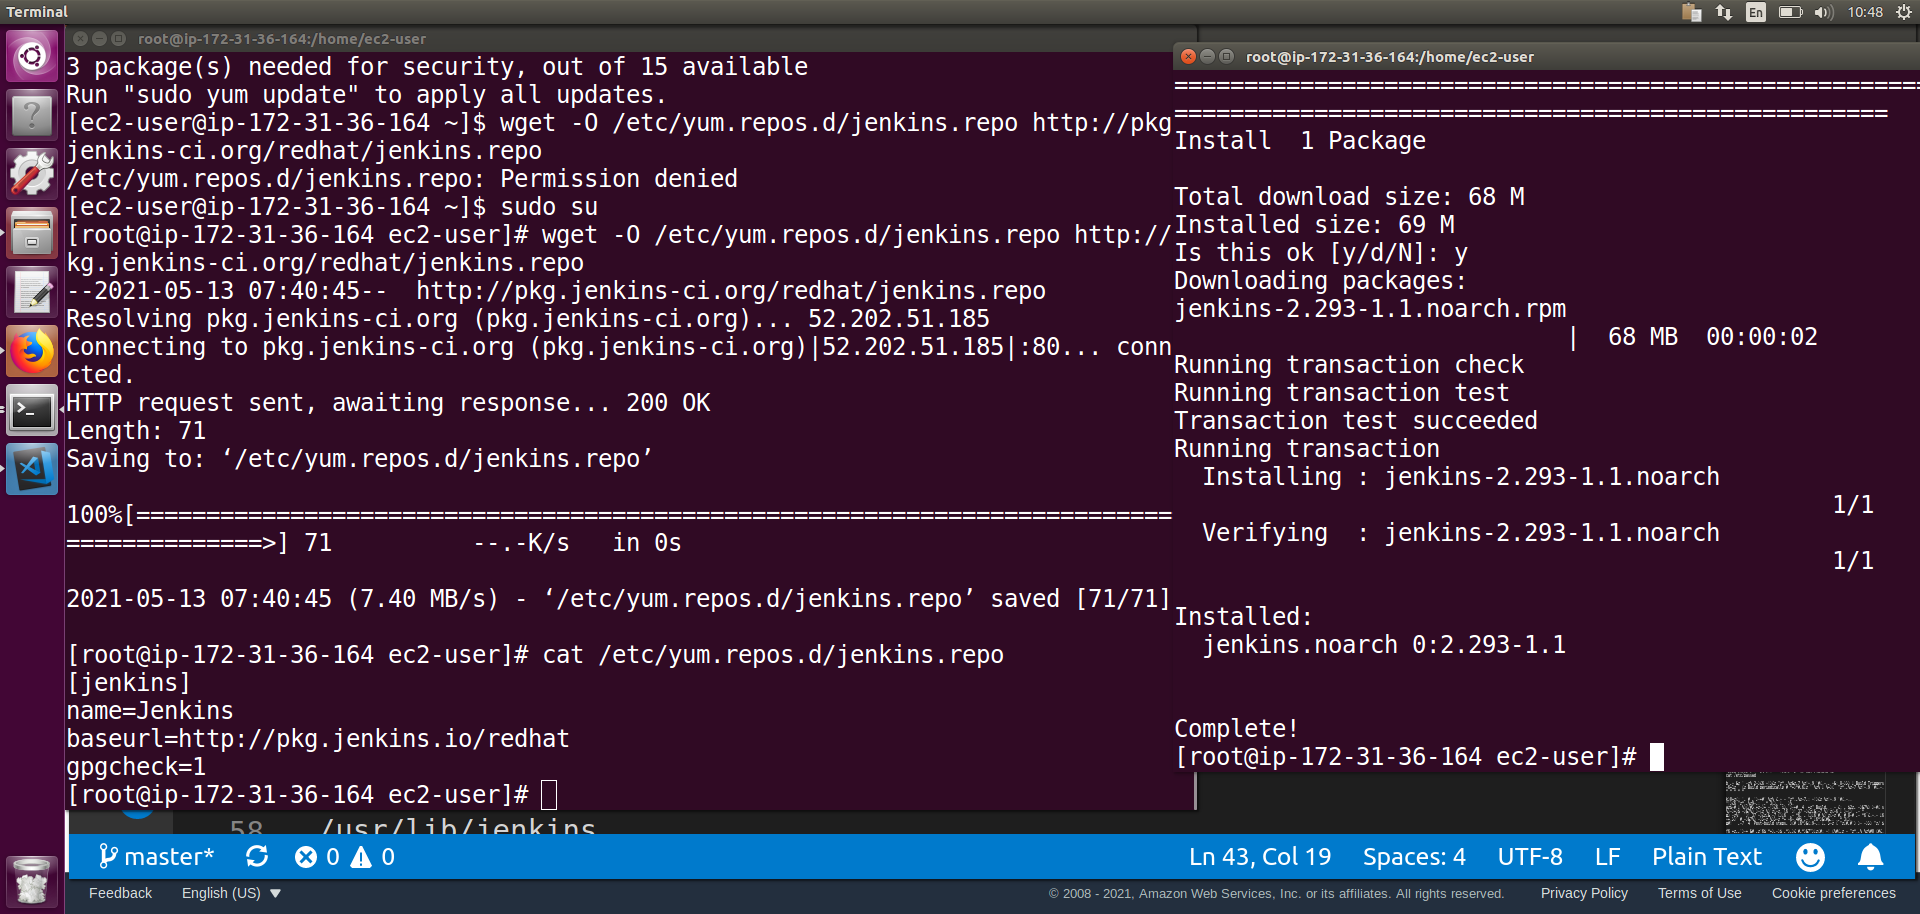 Terminal
En
10:48
root@ip-172-31-36-164:/home/ec2-user
3 package(s) needed for security, out of 15 available
Run "sudo yum update" to apply all updates.
[ec2-user@ip-172-31-36-164 ~]$ wget -O /etc/yum.repos.d/jenkins.repo http://pkg
jenkins-ci.org/redhat/jenkins.repo
/etc/yum.repos.d/jenkins.repo: Permission denied
[ec2-user@ip-172-31-36-164 ~]$ sudo su
[root@ip-172-31-36-164 ec2-user]# wget -O /etc/yum.repos.d/jenkins.repo http://
kg.jenkins-ci.org/redhat/jenkins.repo
--2021-05-13 07:40:45--  http://pkg.jenkins-ci.org/redhat/jenkins.repo
Resolving pkg.jenkins-ci.org (pkg.jenkins-ci.org)... 52.202.51.185
Connecting to pkg.jenkins-ci.org (pkg.jenkins-ci.org)|52.202.51.185|:80... conn
cted.
HTTP request sent, awaiting response... 200 OK
Length: 71
Saving to: ‘/etc/yum.repos.d/jenkins.repo’
100%[==========================================================================
==============>] 71          --.-K/s   in 0s
2021-05-13 07:40:45 (7.40 MB/s) - ‘/etc/yum.repos.d/jenkins.repo’ saved [71/71]
[root@ip-172-31-36-164 ec2-user]# cat /etc/yum.repos.d/jenkins.repo
[jenkins]
name=Jenkins
baseurl=http://pkg.jenkins.io/redhat
gpgcheck=1
[root@ip-172-31-36-164 ec2-user]#
root@ip-172-31-36-164:/home/ec2-user
=====================================================
===================================================
Install  1 Package
Total download size: 68 M
Installed size: 69 M
Is this ok [y/d/N]: y
Downloading packages:
jenkins-2.293-1.1.noarch.rpm
|  68 MB  00:00:02
Running transaction check
Running transaction test
Transaction test succeeded
Running transaction
  Installing : jenkins-2.293-1.1.noarch
1/1
  Verifying  : jenkins-2.293-1.1.noarch
1/1
Installed:
  jenkins.noarch 0:2.293-1.1
Complete!
[root@ip-172-31-36-164 ec2-user]#
58 /usr/lib/jenkins
master* 0 0 Ln 43, Col 19 Spaces: 4 UTF-8 LF Plain Text
Feedback English (US) © 2008 - 2021, Amazon Web Services, Inc. or its affiliates. All rights reserved. Privacy Policy Terms of Use Cookie preferences